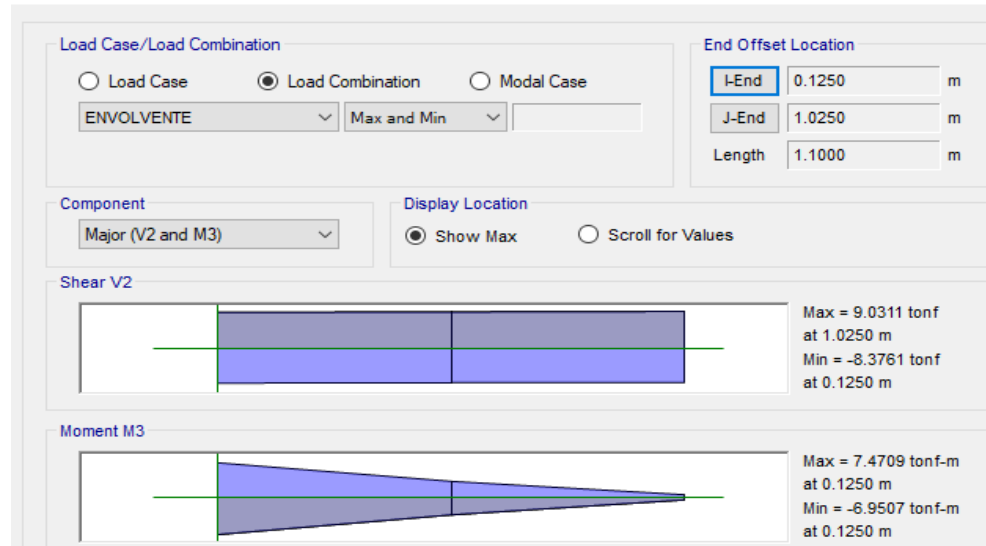 Load Case/Load Combination
Load Case
Load Combination
Modal Case
ENVOLVENTE
Max and Min
End Offset Location
I-End
0.1250
m
J-End
1.0250
m
Length
1.1000
m
Component
Major (V2 and M3)
Display Location
Show Max
Scroll for Values
Shear V2
Max = 9.0311 tonf
at 1.0250 m
Min = -8.3761 tonf
at 0.1250 m
Moment M3
Max = 7.4709 tonf-m
at 0.1250 m
Min = -6.9507 tonf-m
at 0.1250 m